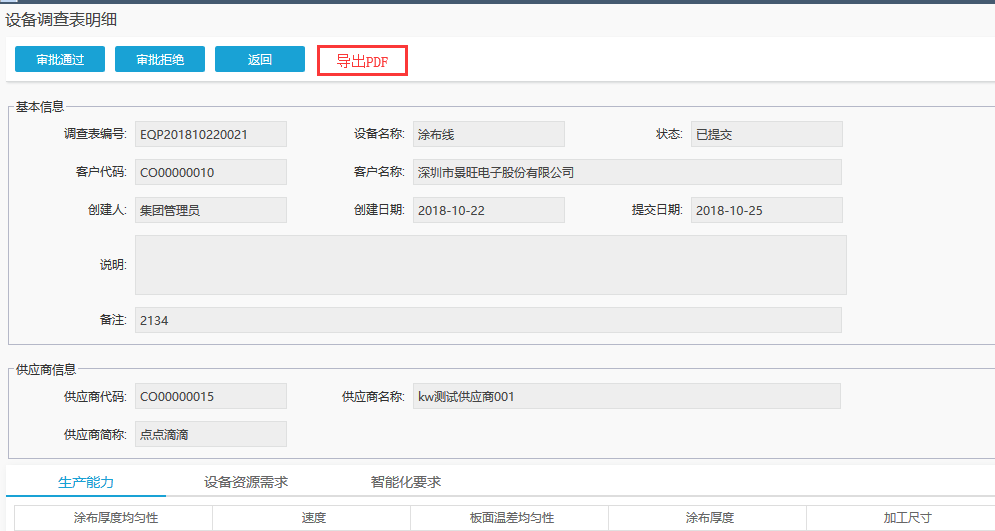 设备调查表明细
审批通过 审批拒绝 返回 导出PDF
基本信息
调查表编号: EQP201810220021 设备名称: 涂布线 状态: 已提交
客户代码: CO00000010 客户名称: 深圳市景旺电子股份有限公司
创建人: 集团管理员 创建日期: 2018-10-22 提交日期: 2018-10-25
说明:
备注: 2134
供应商信息
供应商代码: CO00000015 供应商名称: kw测试供应商001
供应商简称: 点点滴滴
生产能力 设备资源需求 智能化要求
涂布厚度均匀性 速度 板面温差均匀性 涂布厚度 加工尺寸